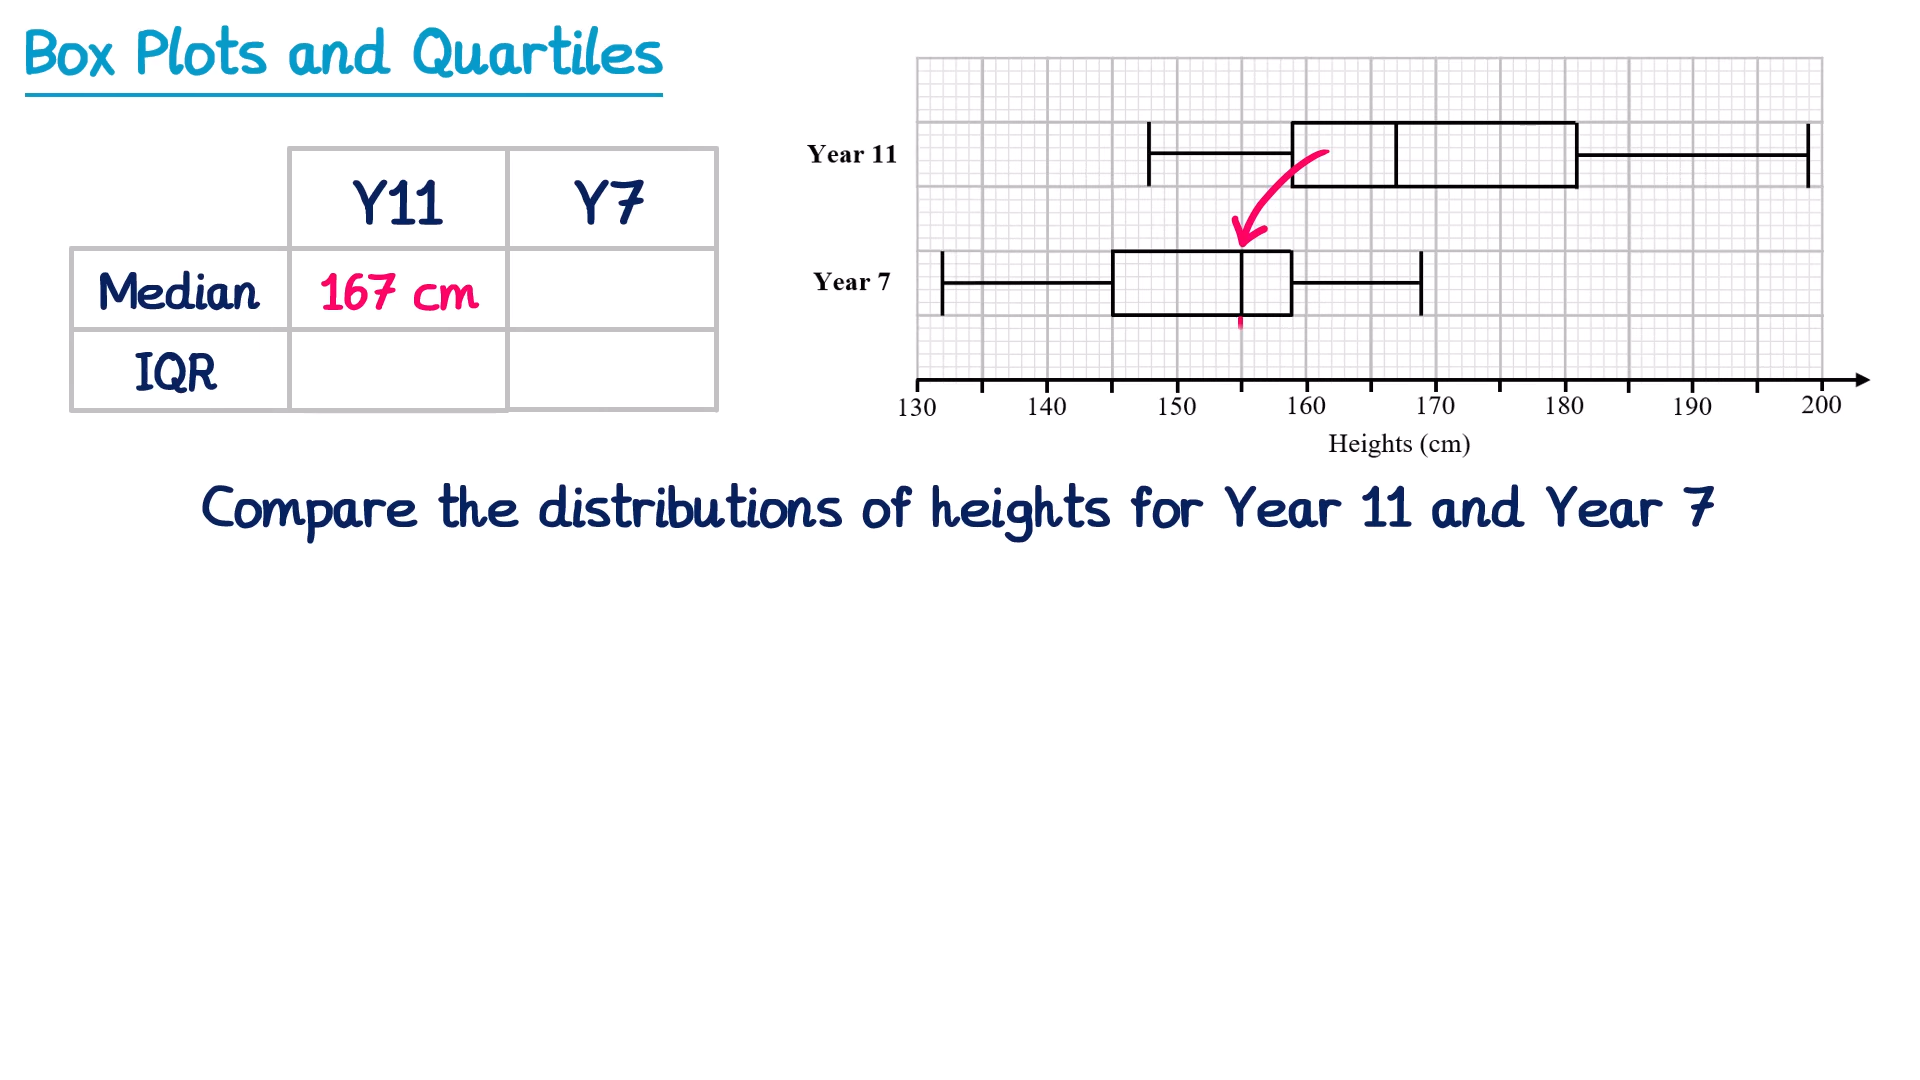 Box Plots and Quartiles
Y11 Y7
Median 167 cm
IQR
Year 11
Year 7
130 140 150 160 170 180 190 200
Heights (cm)
Compare the distributions of heights for Year 11 and Year 7